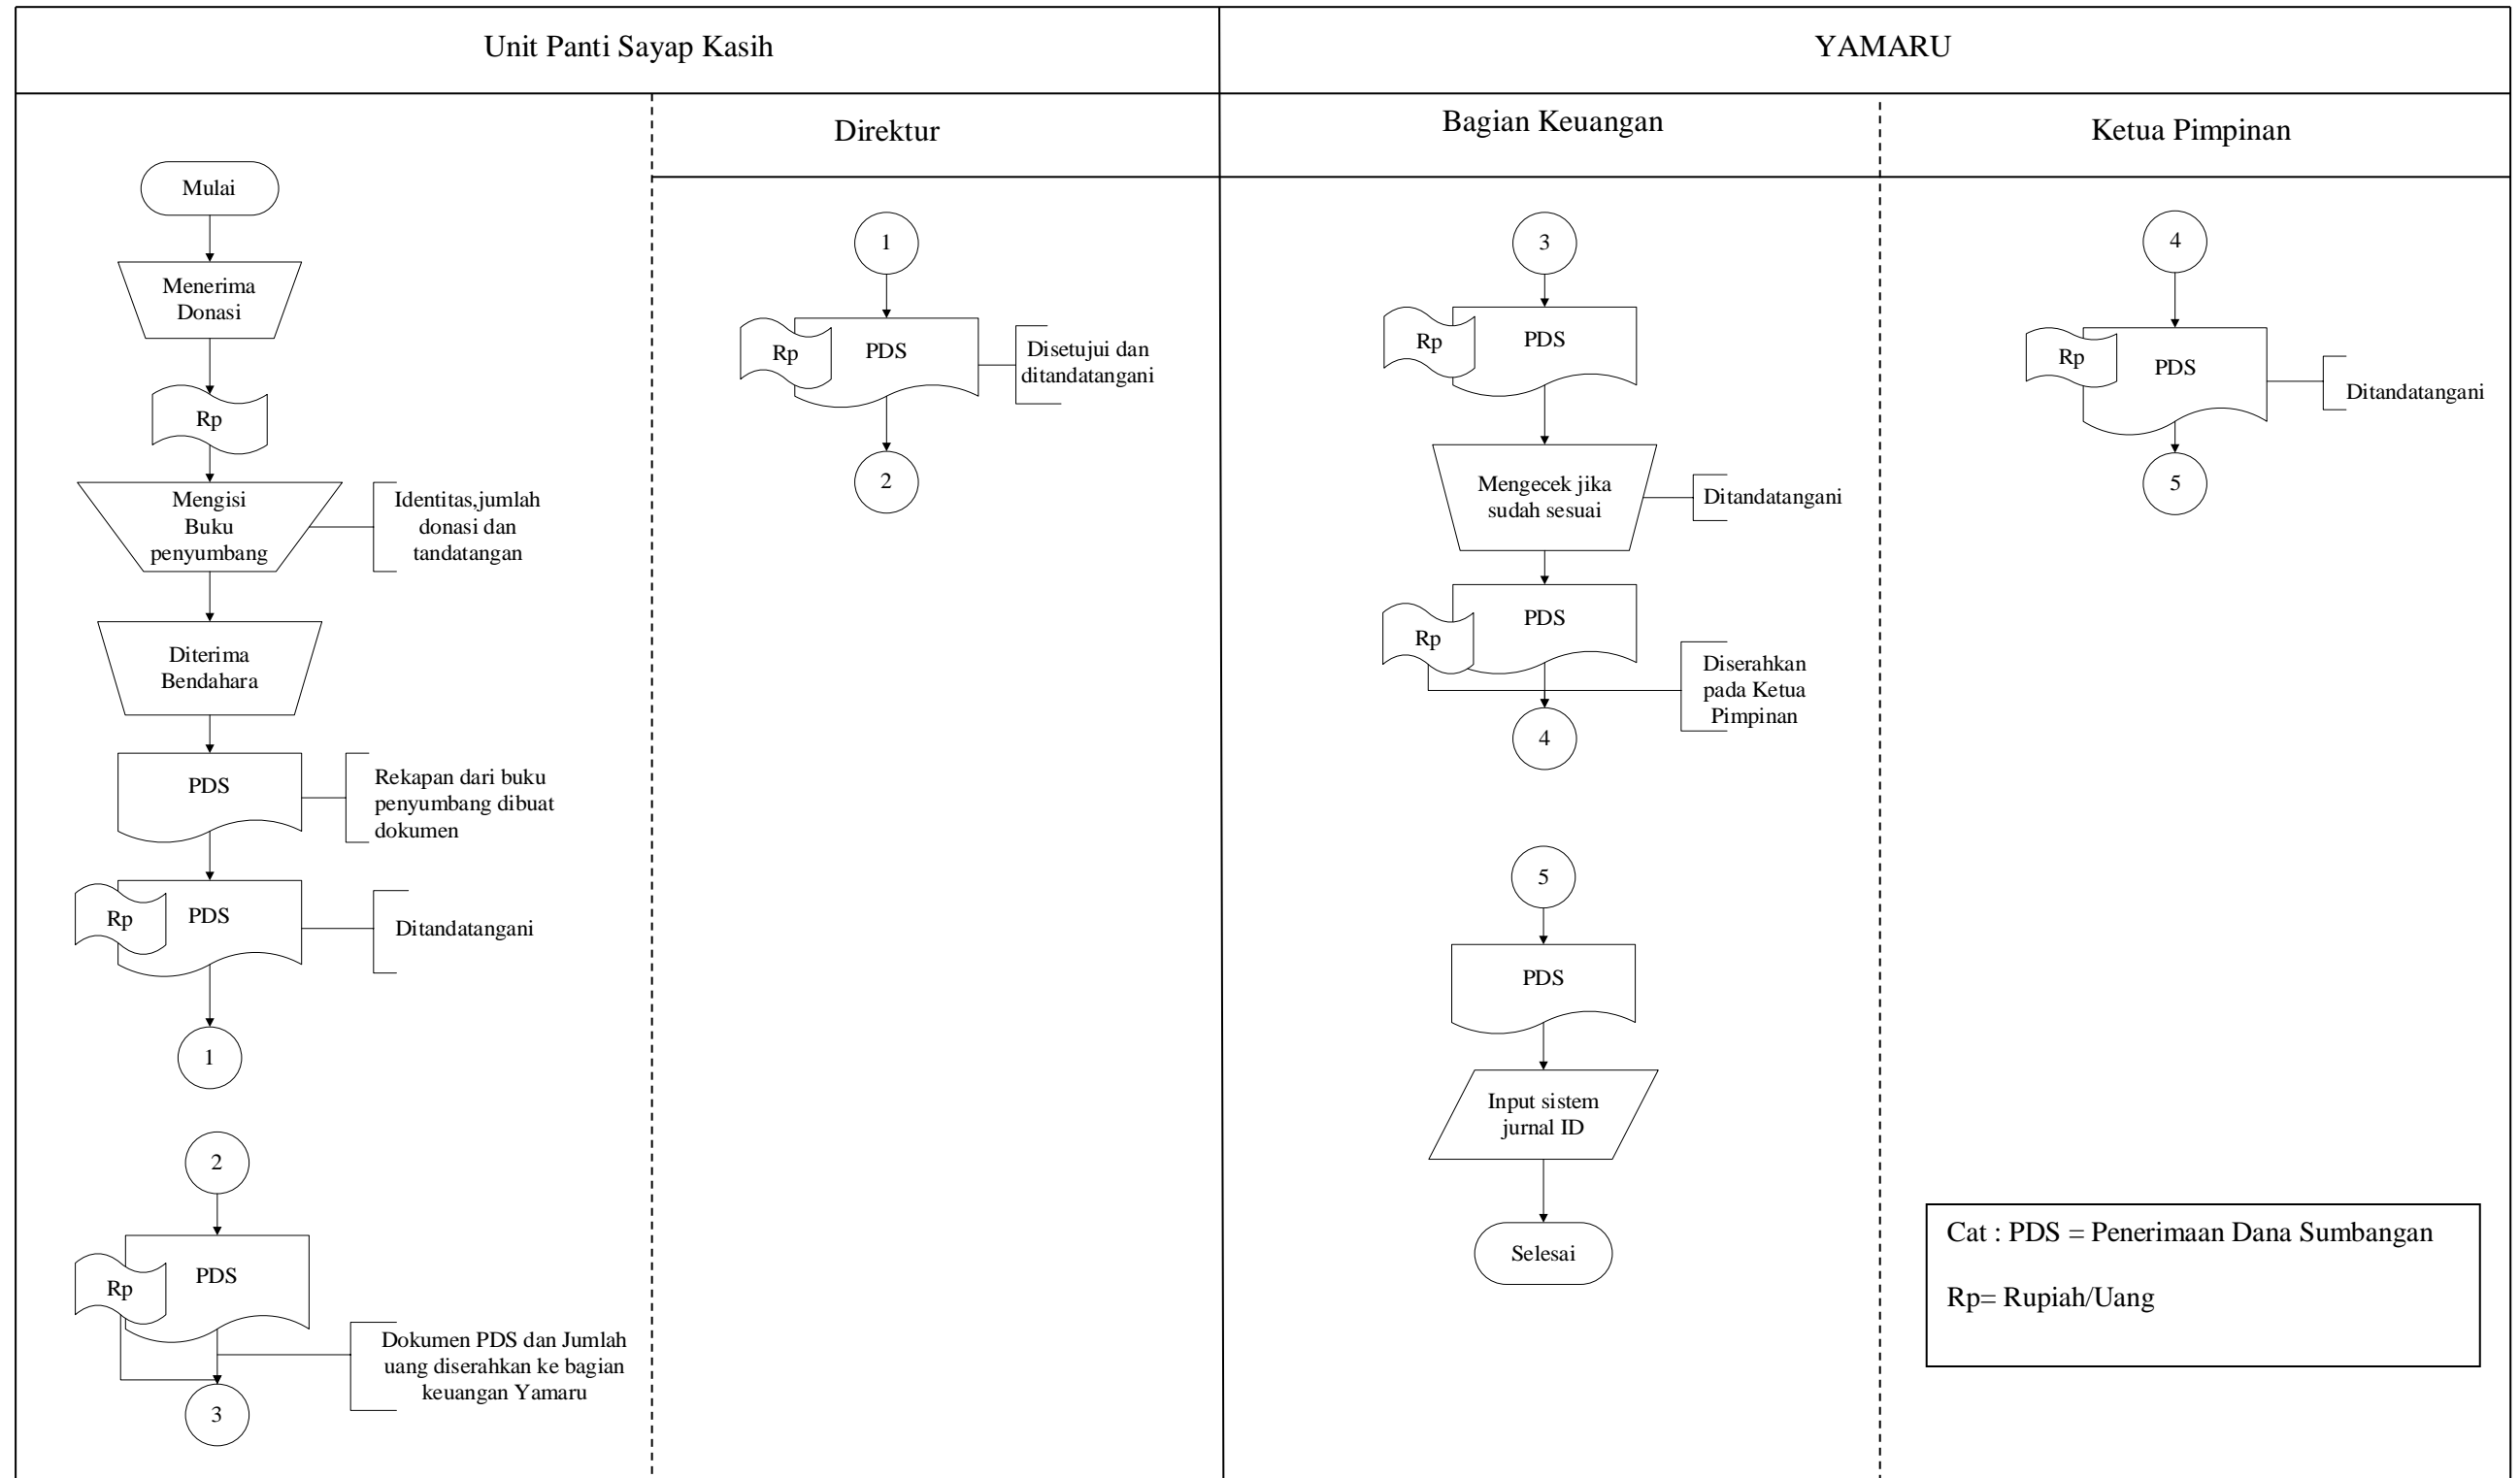 Unit Panti Sayap Kasih
YAMARU
Direktur
Bagian Keuangan
Ketua Pimpinan
Mulai
Menerima
Donasi
Rp
Mengisi
Buku
penyumbang
Identitas,jumlah
donasi dan
tandatangan
Diterima
Bendahara
PDS
Rekapan dari buku
penyumbang dibuat
dokumen
Rp
PDS
Ditandatangani
1
2
Rp
PDS
Dokumen PDS dan Jumlah
uang diserahkan ke bagian
keuangan Yamaru
3
1
Rp
PDS
Disetujui dan
ditandatangani
2
3
Rp
PDS
Mengecek jika
sudah sesuai
Ditandatangani
Rp
PDS
Diserahkan
pada Ketua
Pimpinan
4
5
PDS
Input sistem
jurnal ID
Selesai
4
Rp
PDS
Ditandatangani
5
Cat : PDS = Penerimaan Dana Sumbangan
Rp= Rupiah/Uang